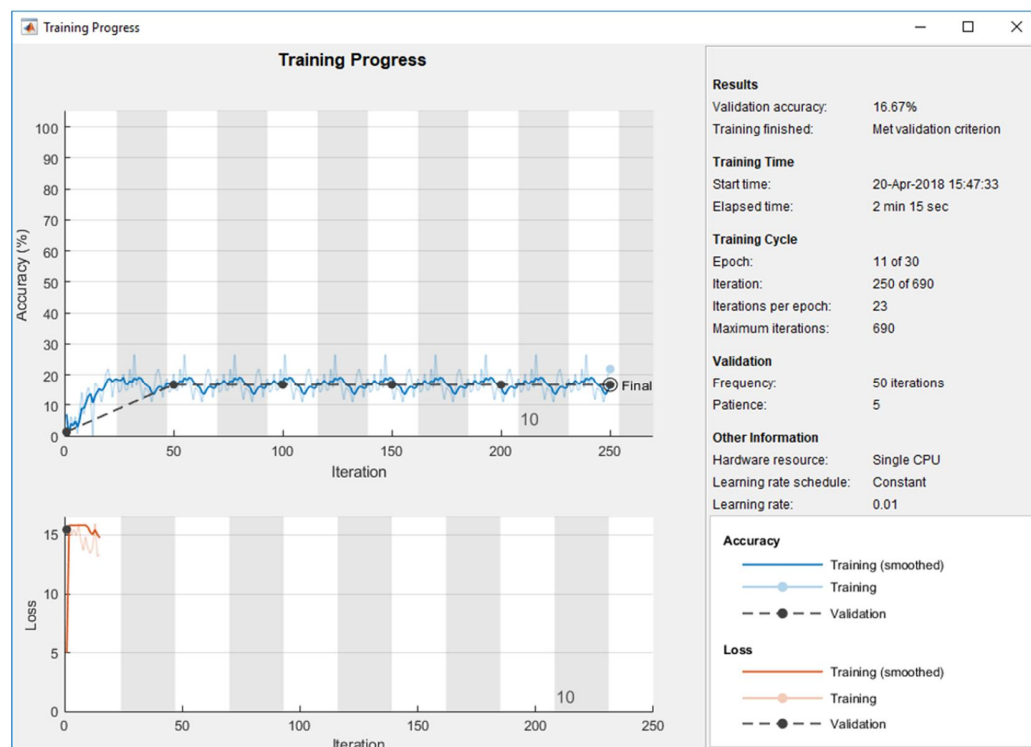 Training Progress
Training Progress
100
90
80
70
60
50
40
30
20
10
0
Accuracy (%)
Final
10
0
50
100
150
200
250
Iteration
15
10
5
0
Loss
10
0
50
100
150
200
250
Iteration
Results
Validation accuracy: 16.67%
Training finished: Met validation criterion
Training Time
Start time: 20-Apr-2018 15:47:33
Elapsed time: 2 min 15 sec
Training Cycle
Epoch: 11 of 30
Iteration: 250 of 690
Iterations per epoch: 23
Maximum iterations: 690
Validation
Frequency: 50 iterations
Patience: 5
Other Information
Hardware resource: Single CPU
Learning rate schedule: Constant
Learning rate: 0.01
Accuracy
Training (smoothed)
Training
Validation
Loss
Training (smoothed)
Training
Validation